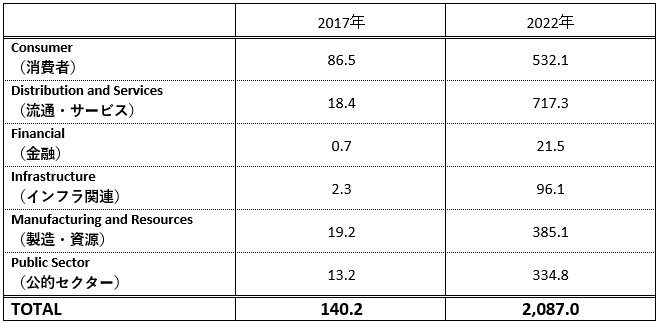 2017年 2022年
Consumer
（消費者） 86.5 532.1
Distribution and Services
（流通・サービス） 18.4 717.3
Financial
（金融） 0.7 21.5
Infrastructure
（インフラ関連） 2.3 96.1
Manufacturing and Resources
（製造・資源） 19.2 385.1
Public Sector
（公的セクター） 13.2 334.8
TOTAL 140.2 2,087.0